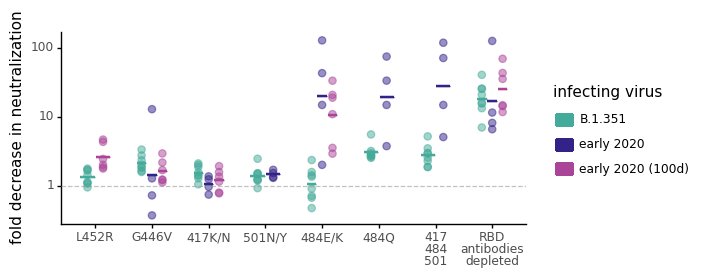 fold decrease in neutralization
100
10
1
L452R
G446V
417K/N
501N/Y
484E/K
484Q
417
484
501
RBD
antibodies
depleted
infecting virus
B.1.351
early 2020
early 2020 (100d)